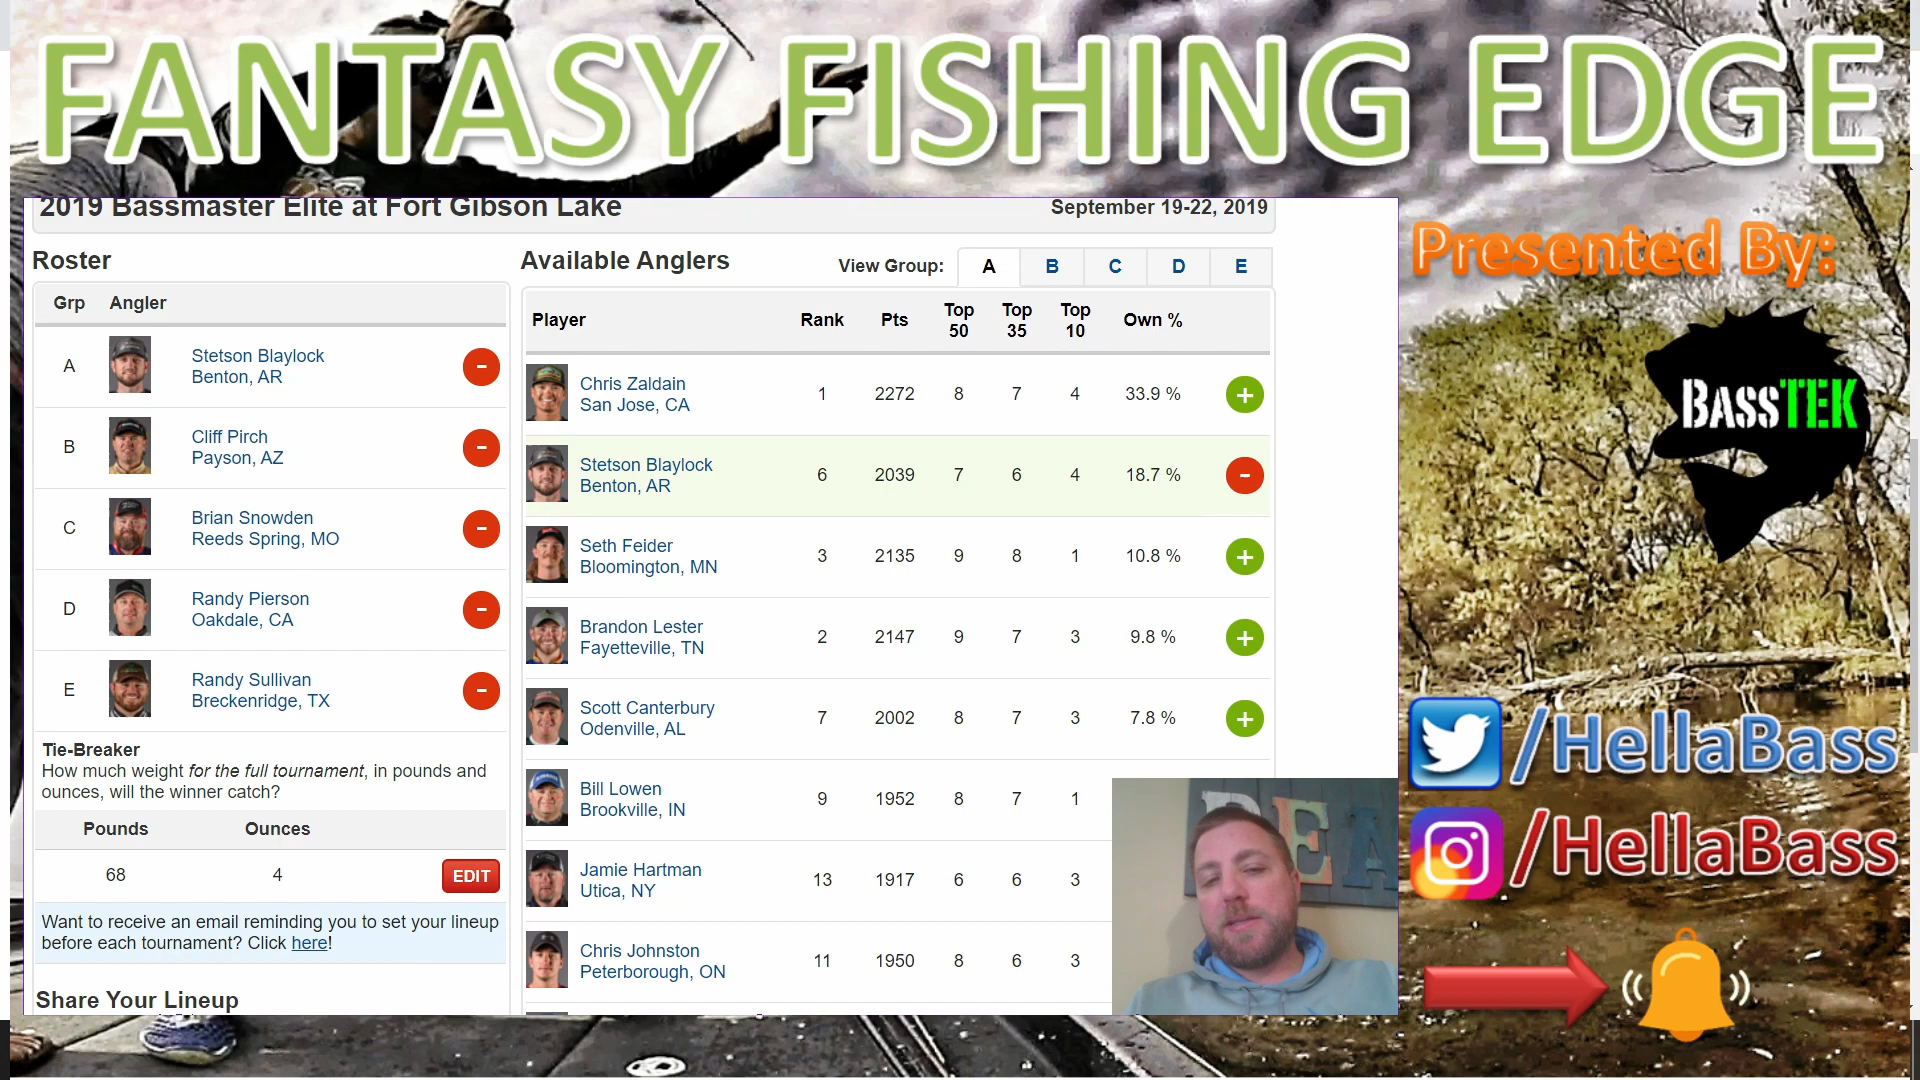 FANTASY FISHING EDGE
2019 Bassmaster Elite at Fort Gibson Lake
September 19-22, 2019
Roster
Grp Angler
A Stetson Blaylock
Benton, AR
B Cliff Pirch
Payson, AZ
C Brian Snowden
Reeds Spring, MO
D Randy Pierson
Oakdale, CA
E Randy Sullivan
Breckenridge, TX
Tie-Breaker
How much weight for the full tournament, in pounds and
ounces, will the winner catch?
Pounds Ounces
68 4 EDIT
Want to receive an email reminding you to set your lineup
before each tournament? Click here!
Share Your Lineup
Available Anglers
View Group: A B C D E
Player Rank Pts Top 50 Top 35 Top 10 Own %
Chris Zaldain
San Jose, CA
1 2272 8 7 4 33.9 %
Stetson Blaylock
Benton, AR
6 2039 7 6 4 18.7 %
Seth Feider
Bloomington, MN
3 2135 9 8 1 10.8 %
Brandon Lester
Fayetteville, TN
2 2147 9 7 3 9.8 %
Scott Canterbury
Odenville, AL
7 2002 8 7 3 7.8 %
Bill Lowen
Brookville, IN
9 1952 8 7 1
Jamie Hartman
Utica, NY
13 1917 6 6 3
Chris Johnston
Peterborough, ON
11 1950 8 6 3
Presented By:
BASSTEK
/HellaBass
/HellaBass